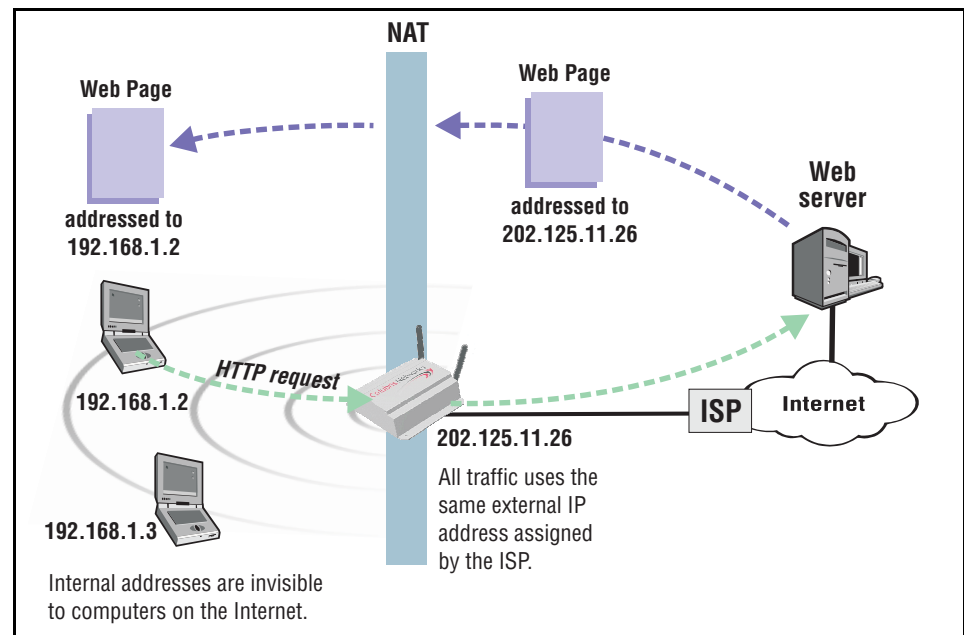 NAT
Web Page
Web Page
Web
server
addressed to
192.168.1.2
addressed to
202.125.11.26
HTTP request
192.168.1.2
Colubris Networks
ISP
Internet
202.125.11.26
All traffic uses the
same external IP
address assigned
by the ISP.
192.168.1.3
Internal addresses are invisible
to computers on the Internet.